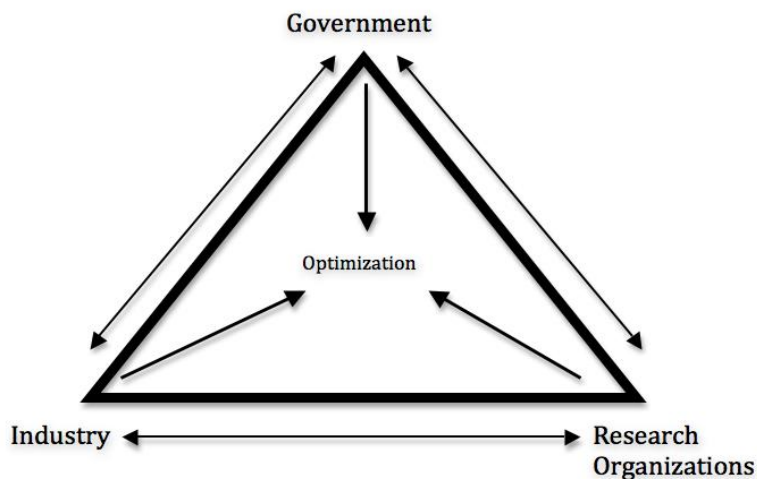 Government
Optimization
Industry
Research
Organizations